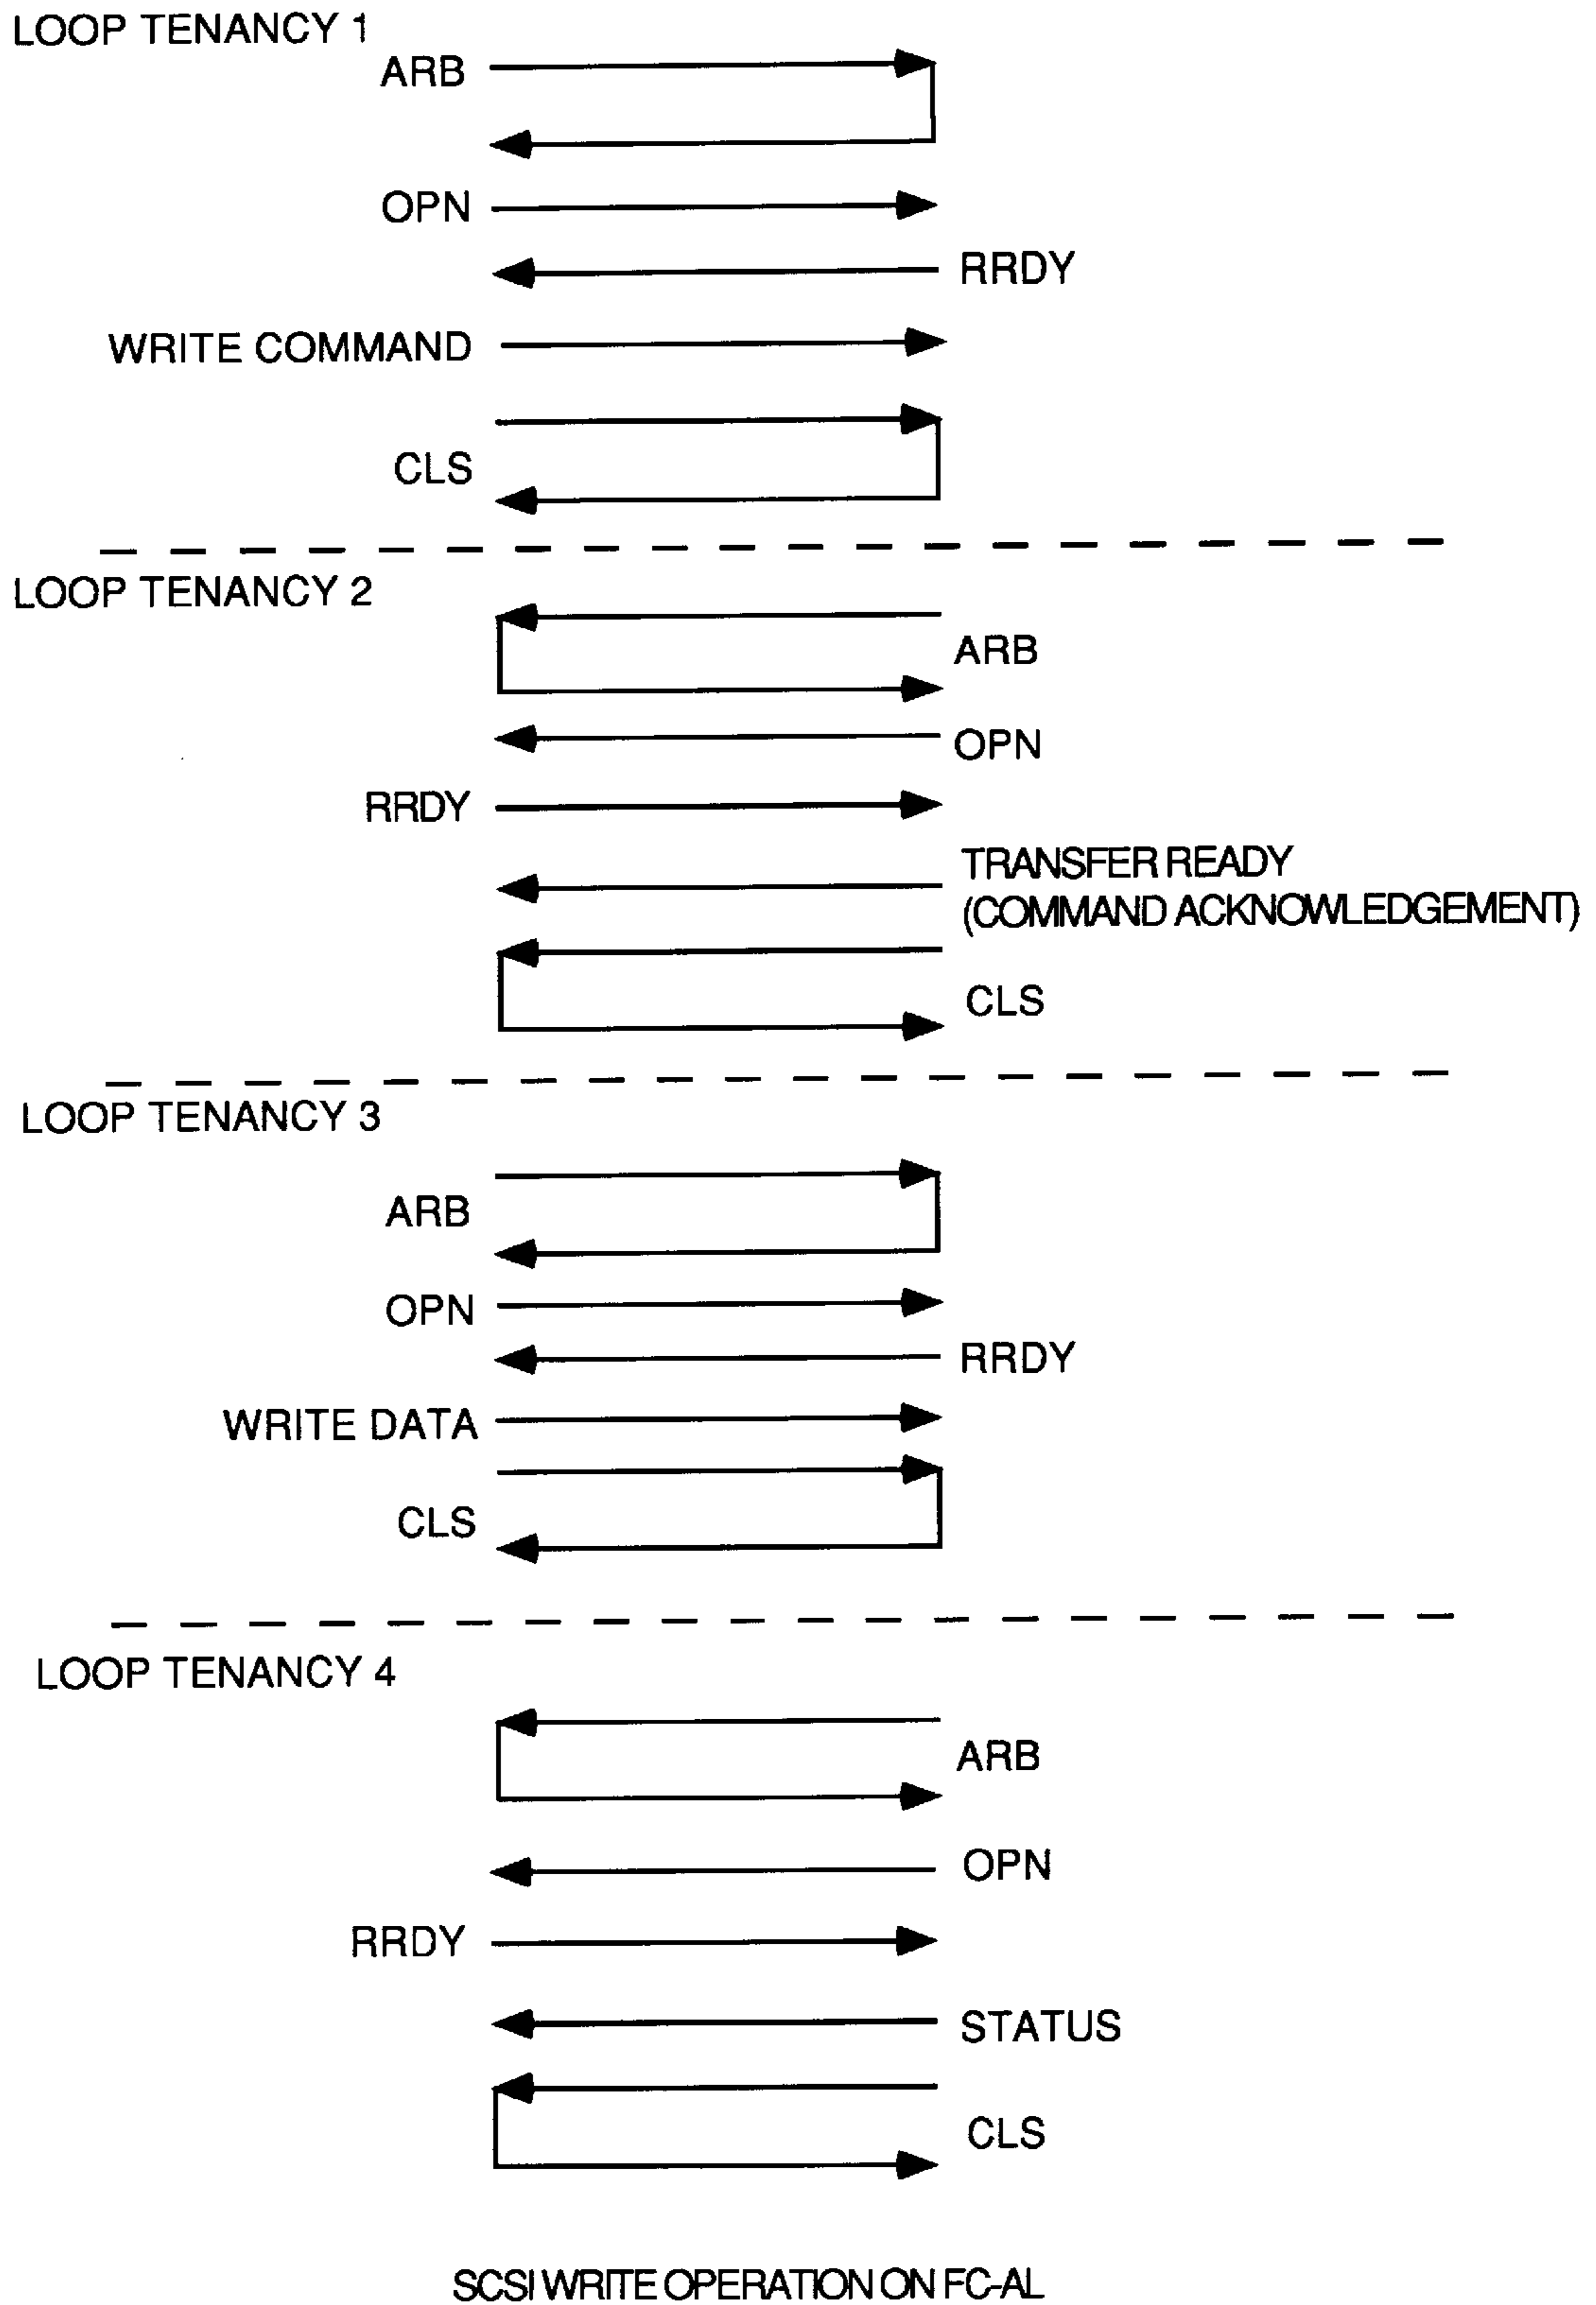 LOOP TENANCY 1
ARB
OPN
RRDY
WRITE COMMAND
CLS
LOOP TENANCY 2
ARB
OPN
RRDY
TRANSFER READY
(COMMAND ACKNOWLEDGEMENT)
CLS
LOOP TENANCY 3
ARB
OPN
RRDY
WRITE DATA
CLS
LOOP TENANCY 4
ARB
OPN
RRDY
STATUS
CLS
SCSI WRITE OPERATION ON FC-AL